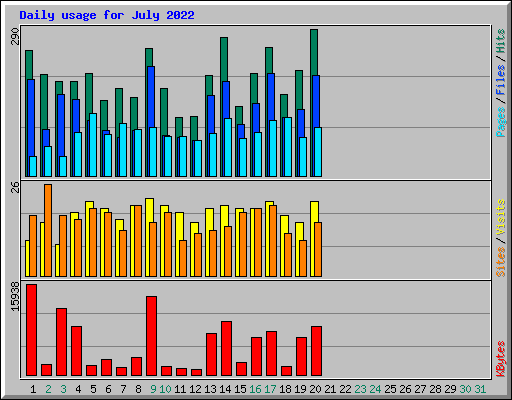 Daily usage for July 2022
290
Pages/Files/Hits
26
Sites/Visits
15938
KBytes
1 2 3 4 5 6 7 8 9 10 11 12 13 14 15 16 17 18 19 20 21 22 23 24 25 26 27 28 29 30 31